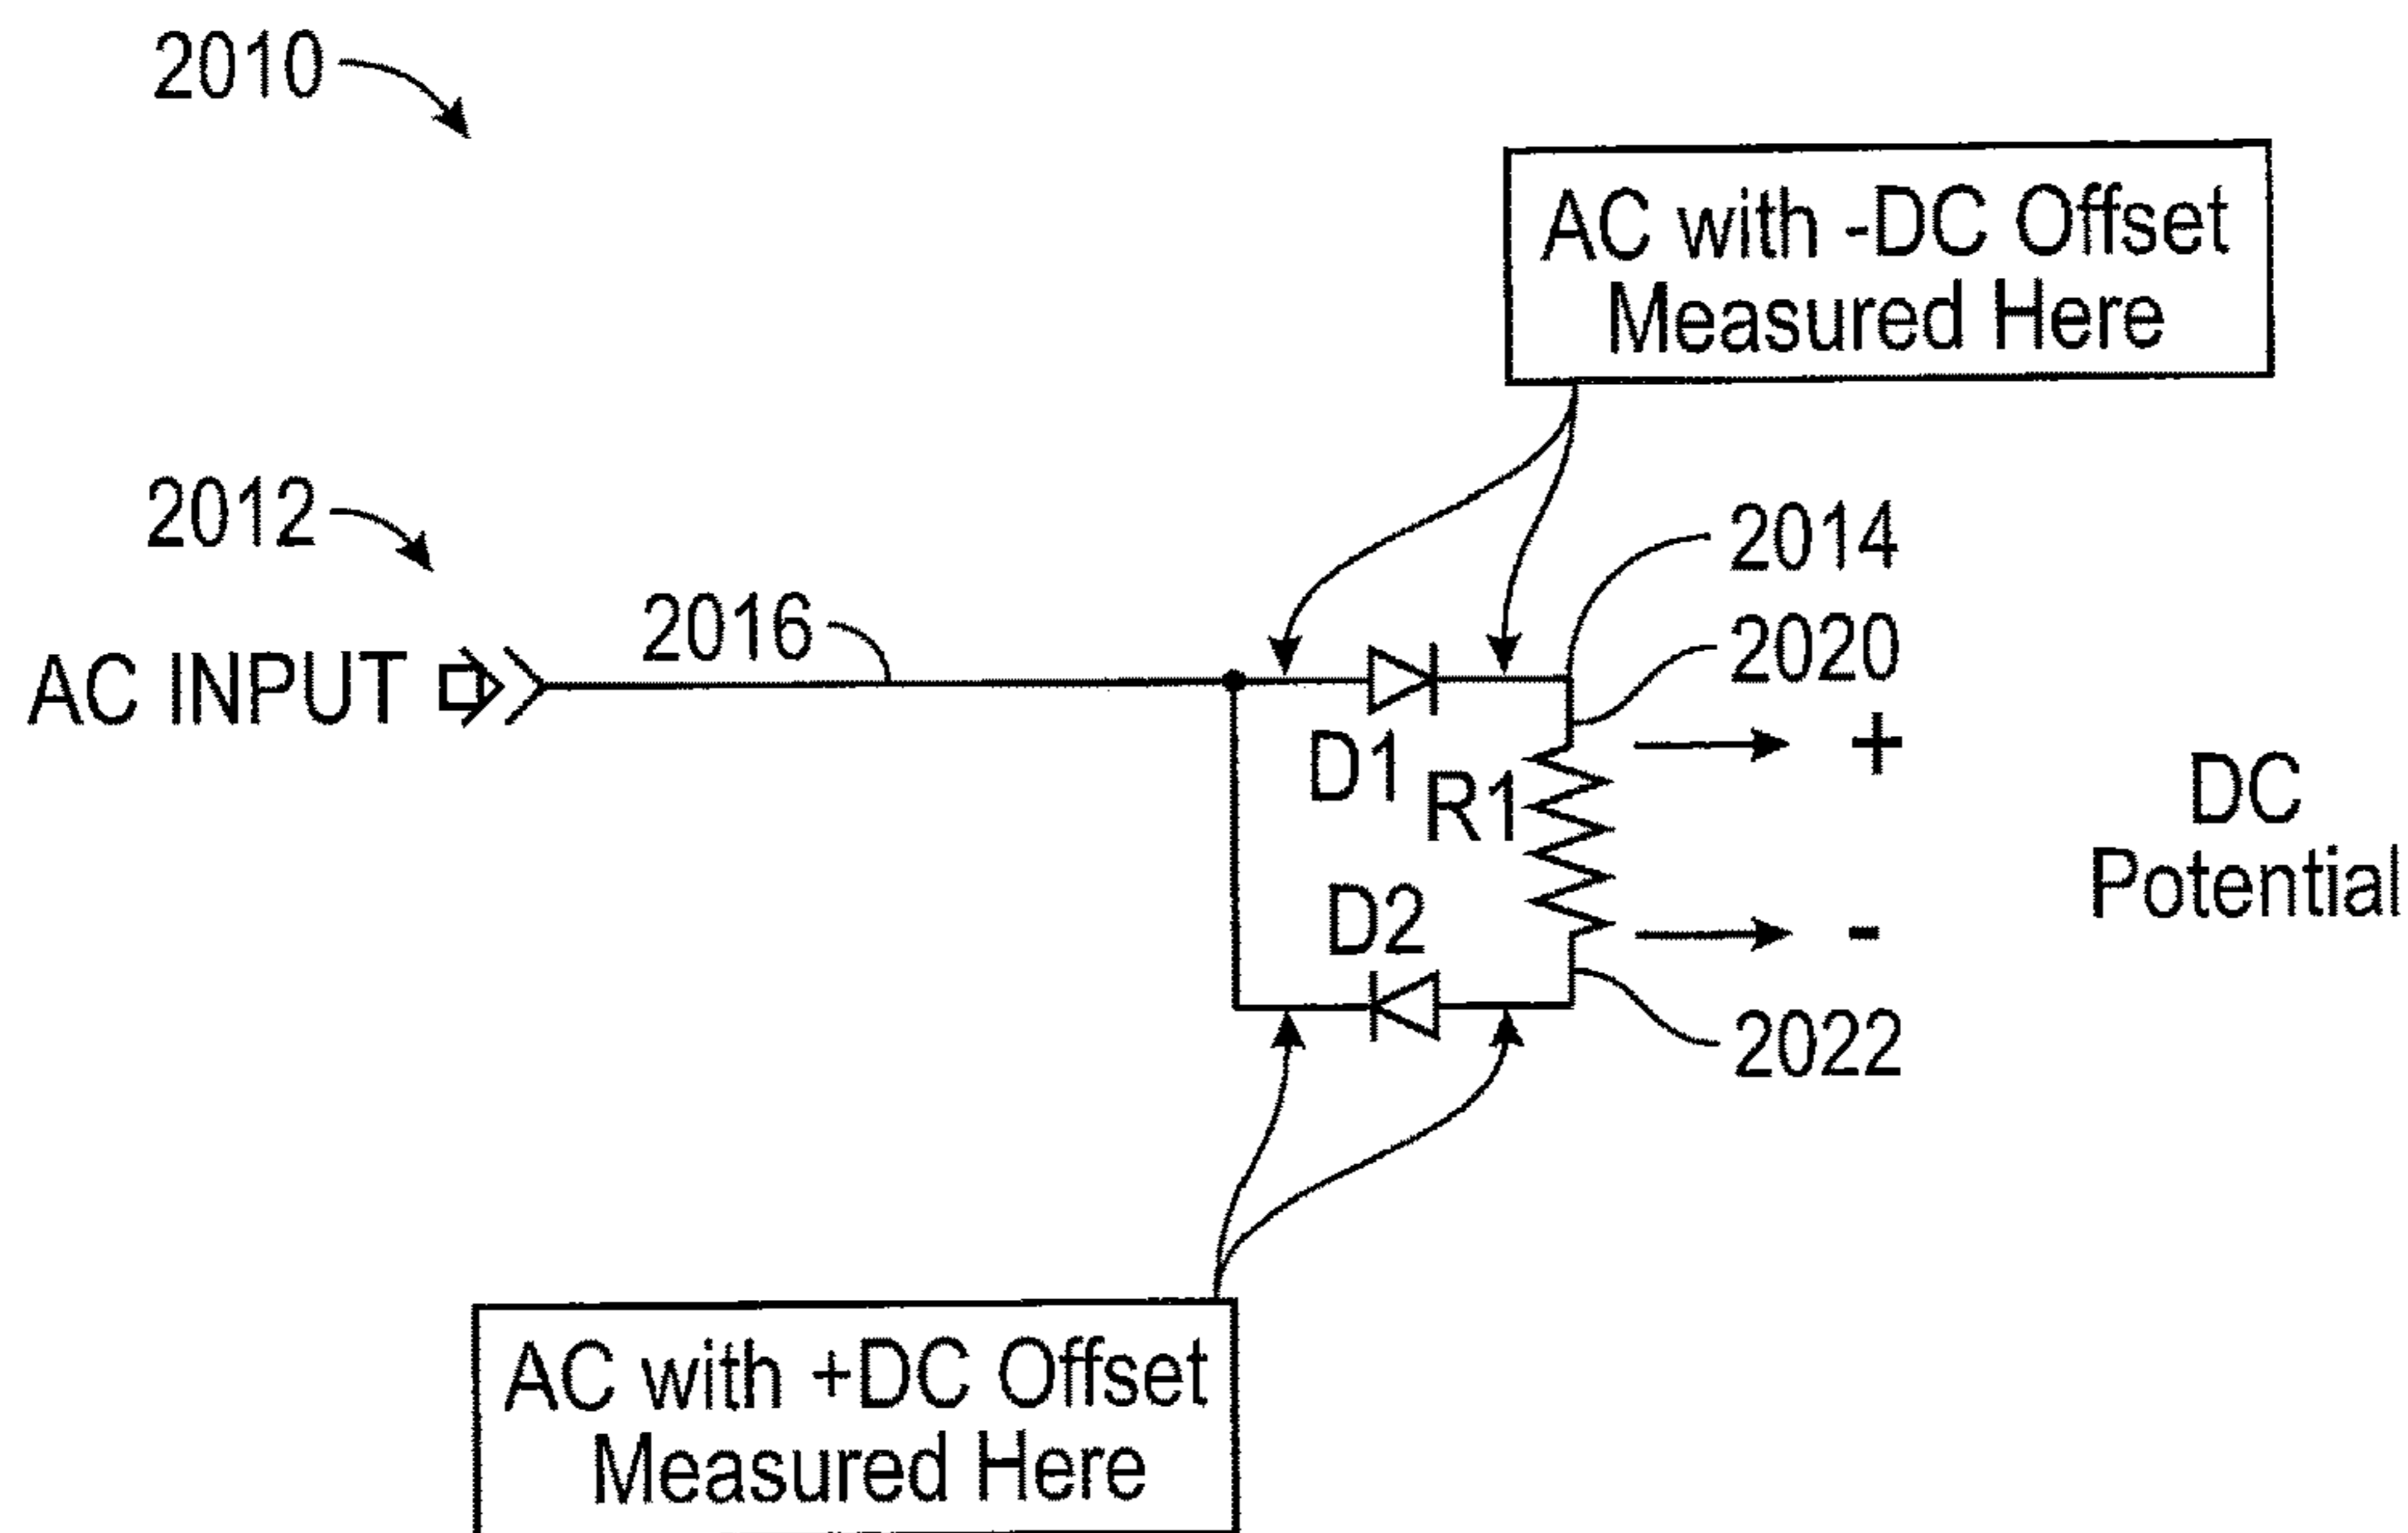 2010
AC with -DC Offset
Measured Here
2012
2014
2016
2020
AC INPUT
D1
+
R1
DC
Potential
D2
-
2022
AC with +DC Offset
Measured Here